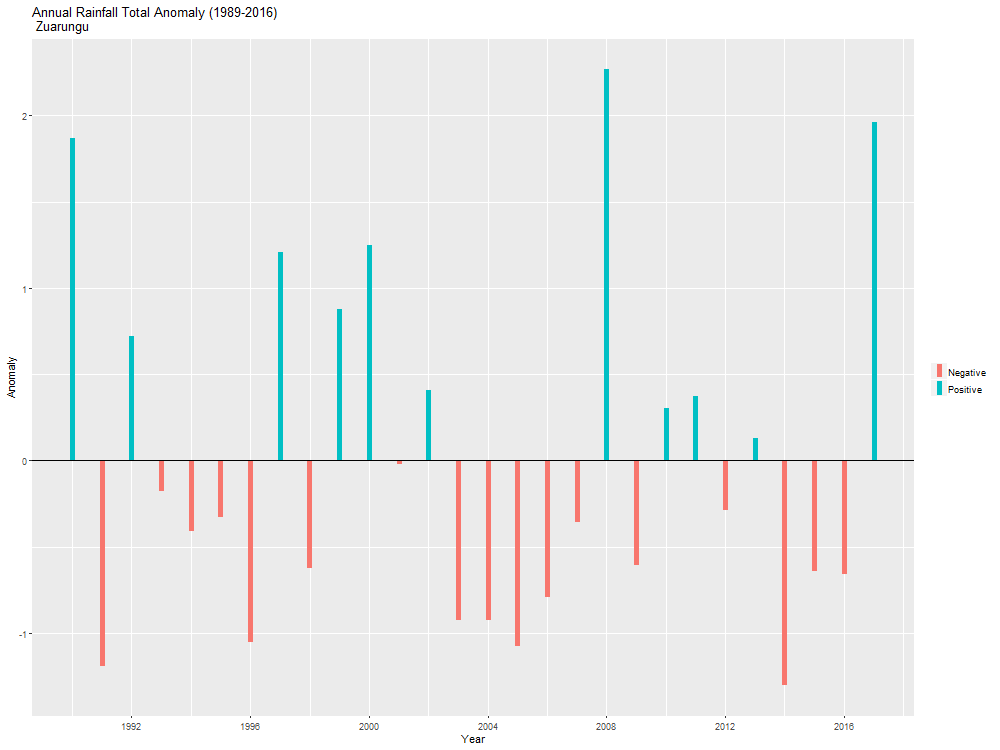 Annual Rainfall Total Anomaly (1989-2016)
Zuarungu
2
1
0
-1
Anomaly
1992
1996
2000
2004
2008
2012
2016
Year
Negative
Positive